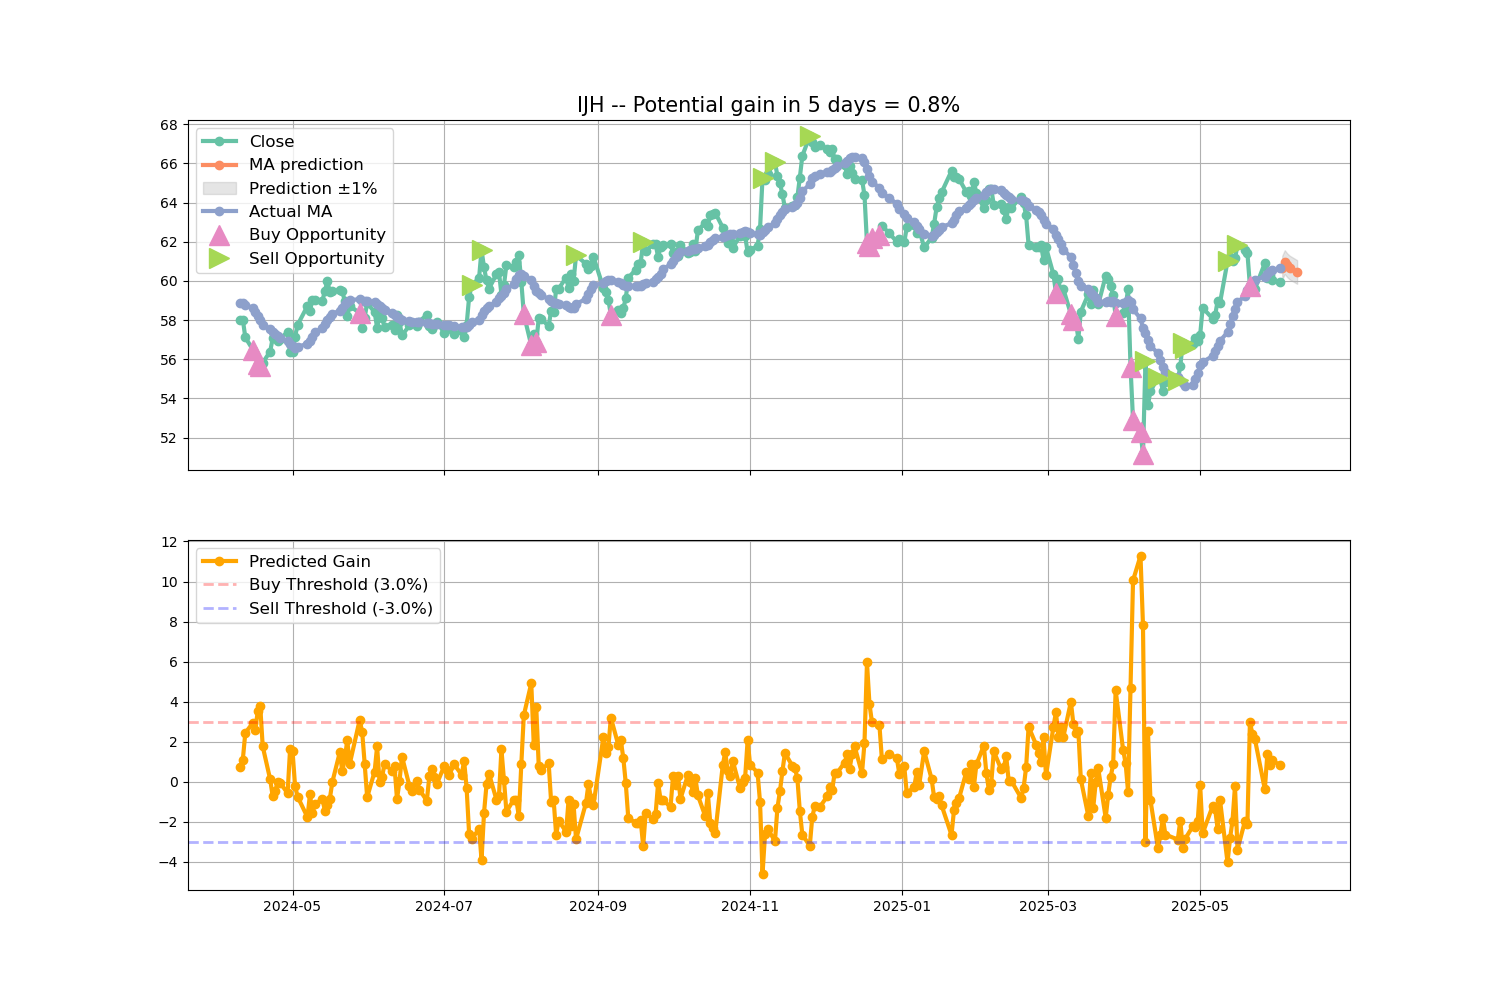 IJH -- Potential gain in 5 days = 0.8%
68
66
64
62
60
58
56
54
52
Close
MA prediction
Prediction ±1%
Actual MA
Buy Opportunity
Sell Opportunity
12
10
8
6
4
2
0
−2
−4
Predicted Gain
Buy Threshold (3.0%)
Sell Threshold (-3.0%)
2024-05
2024-07
2024-09
2024-11
2025-01
2025-03
2025-05